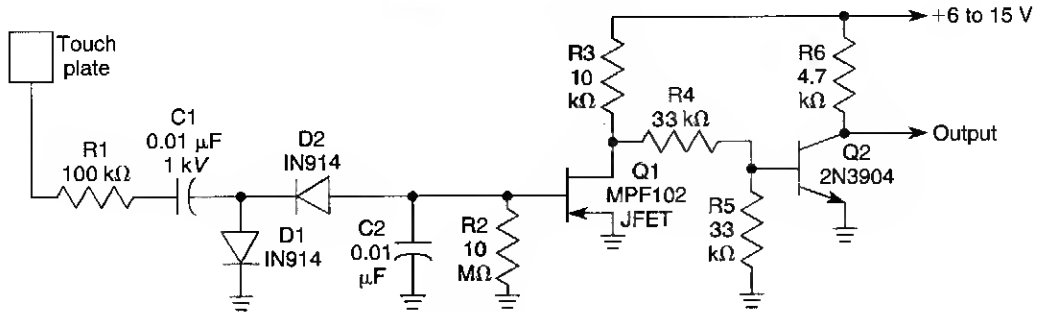 Touch
plate
R1
100 kΩ
C1
0.01 µF
1 kV
D2
IN914
D1
IN914
C2
0.01
µF
R2
10
MΩ
R3
10
kΩ
R4
33 kΩ
Q1
MPF102
JFET
R5
33
kΩ
R6
4.7
kΩ
+6 to 15 V
Output
Q2
2N3904